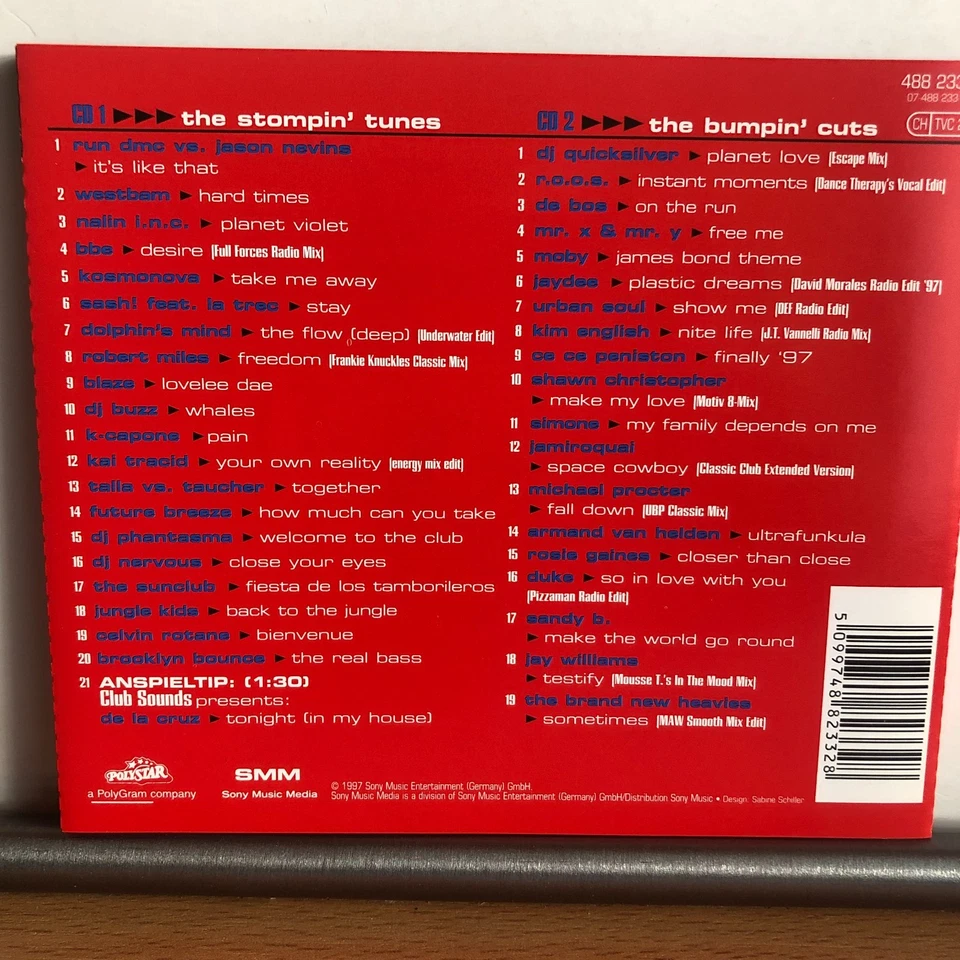 488 233
07-488 233-
CH TVC 2
CD 1 ►►► the stompin' tunes
1 run dmc vs. jason nevins
► it's like that
2 westbam ► hard times
3 nalin i.n.c. ► planet violet
4 bbe ► desire [Full Forces Radio Mix]
5 kosmonova ► take me away
6 sash! feat. la trec ► stay
7 dolphin's mind ► the flow (deep) [Underwater Edit]
8 robert miles ► freedom [Frankie Knuckles Classic Mix]
9 blaze ► lovelee dae
10 dj buzz ► whales
11 k-capone ► pain
12 kai tracid ► your own reality [energy mix edit]
13 talla vs. taucher ► together
14 future breeze ► how much can you take
15 dj phantasma ► welcome to the club
16 dj nervous ► close your eyes
17 the sunclub ► fiesta de los tamborileros
18 jungle kids ► back to the jungle
19 celvin rotane ► bienvenue
20 brooklyn bounce ► the real bass
21 ANSPIELTIP: (1:30)
Club Sounds presents:
de la cruz ► tonight (in my house)
CD 2 ►►► the bumpin' cuts
1 dj quicksilver ► planet love [Escape Mix]
2 r.o.o.s. ► instant moments [Dance Therapy's Vocal Edit]
3 de bos ► on the run
4 mr. x & mr. y ► free me
5 moby ► james bond theme
6 jaydee ► plastic dreams [David Morales Radio Edit '97]
7 urban soul ► show me [DEF Radio Edit]
8 kim english ► nite life [J.T. Vannelli Radio Mix]
9 ce ce peniston ► finally '97
10 shawn christopher
► make my love [Motiv 8-Mix]
11 simone ► my family depends on me
12 jamiroquai
► space cowboy [Classic Club Extended Version]
13 michael procter
► fall down [UBP Classic Mix]
14 armand van helden ► ultrafunkula
15 rosie gaines ► closer than close
16 duke ► so in love with you
[Pizzaman Radio Edit]
17 sandy b.
► make the world go round
18 jay williams
► testify [Mousse T.'s In The Mood Mix]
19 the brand new heavies
► sometimes [MAW Smooth Mix Edit]
5 099748 823328
POLYSTAR
a PolyGram company
SMM
Sony Music Media
℗ 1997 Sony Music Entertainment (Germany) GmbH.
Sony Music Media is a division of Sony Music Entertainment (Germany) GmbH/Distribution Sony Music • Design: Sabine Schiller